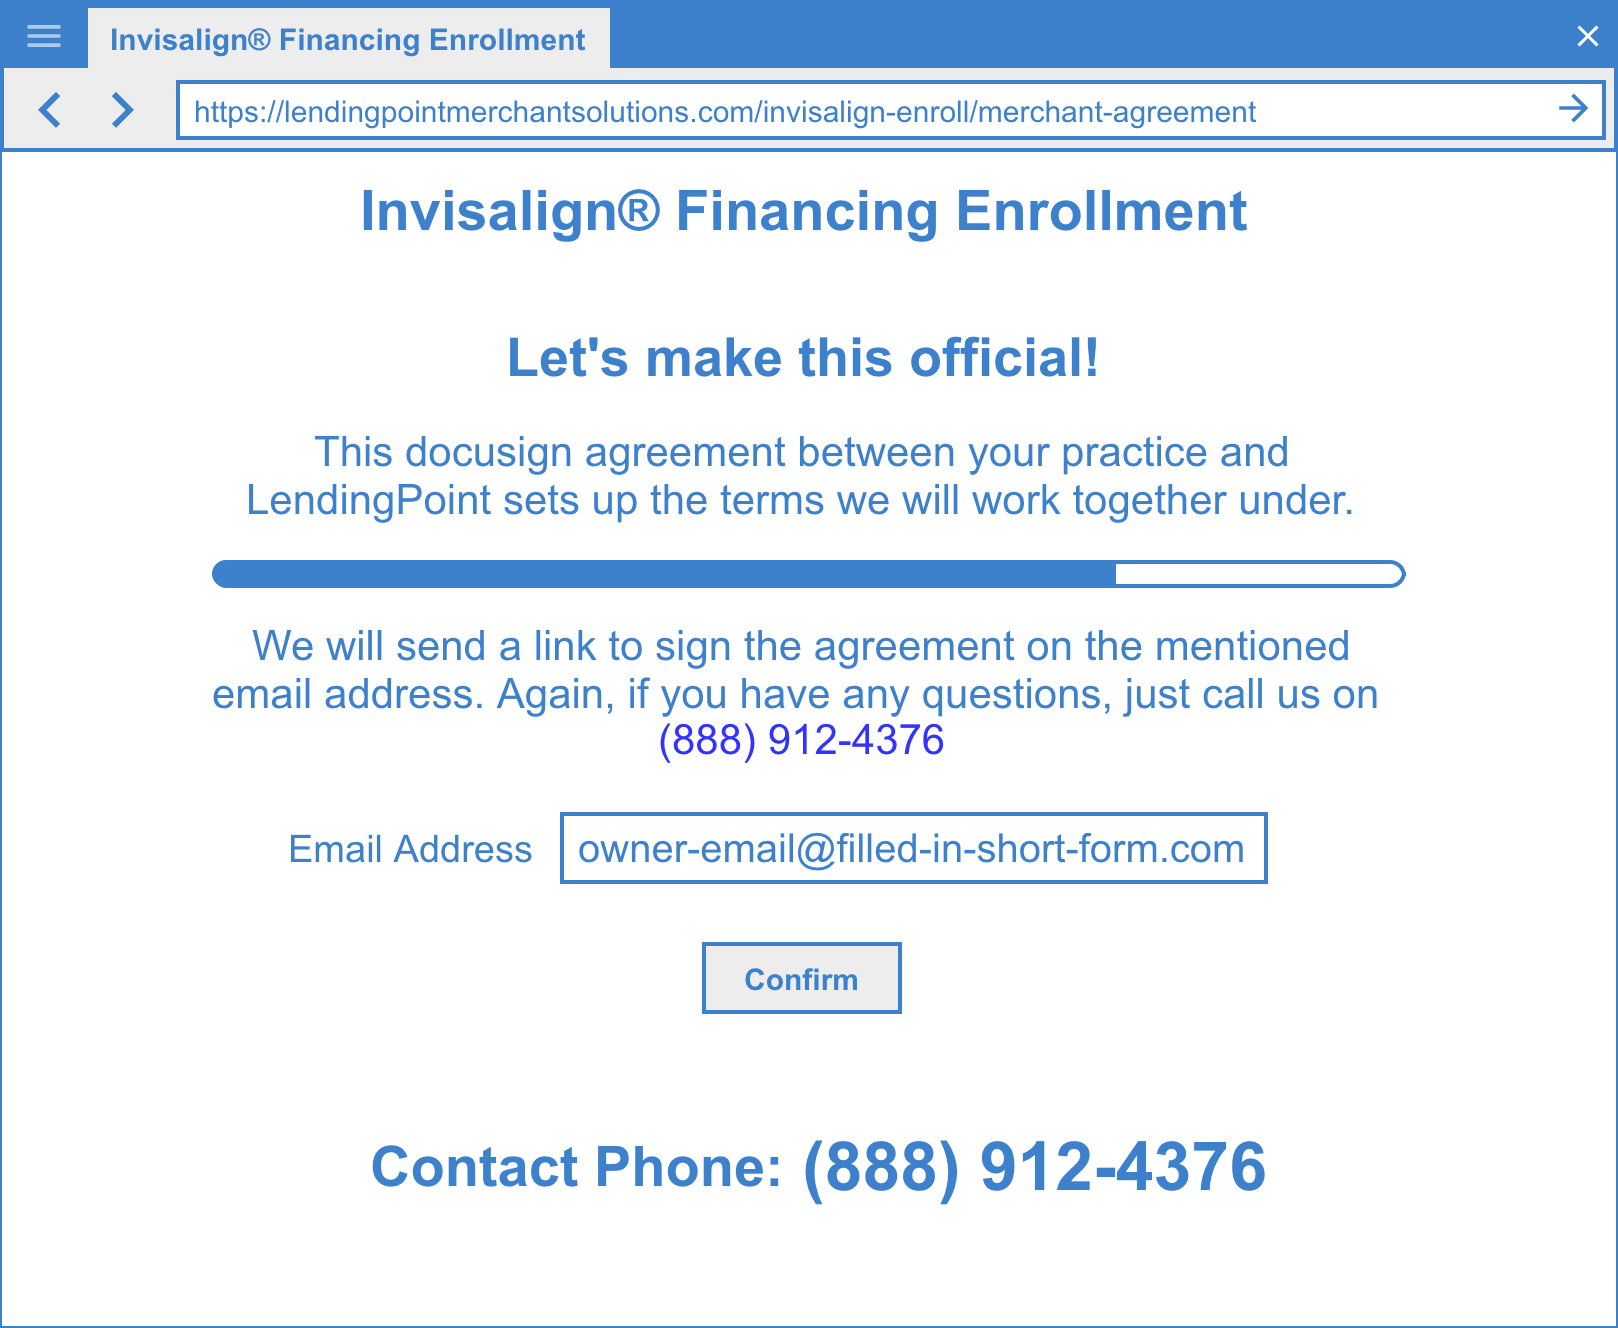 Invisalign® Financing Enrollment
https://lendingpointmerchantsolutions.com/invisalign-enroll/merchant-agreement
Invisalign® Financing Enrollment
Let's make this official!
This docusign agreement between your practice and
LendingPoint sets up the terms we will work together under.
We will send a link to sign the agreement on the mentioned
email address. Again, if you have any questions, just call us on
(888) 912-4376
Email Address owner-email@filled-in-short-form.com
Confirm
Contact Phone: (888) 912-4376